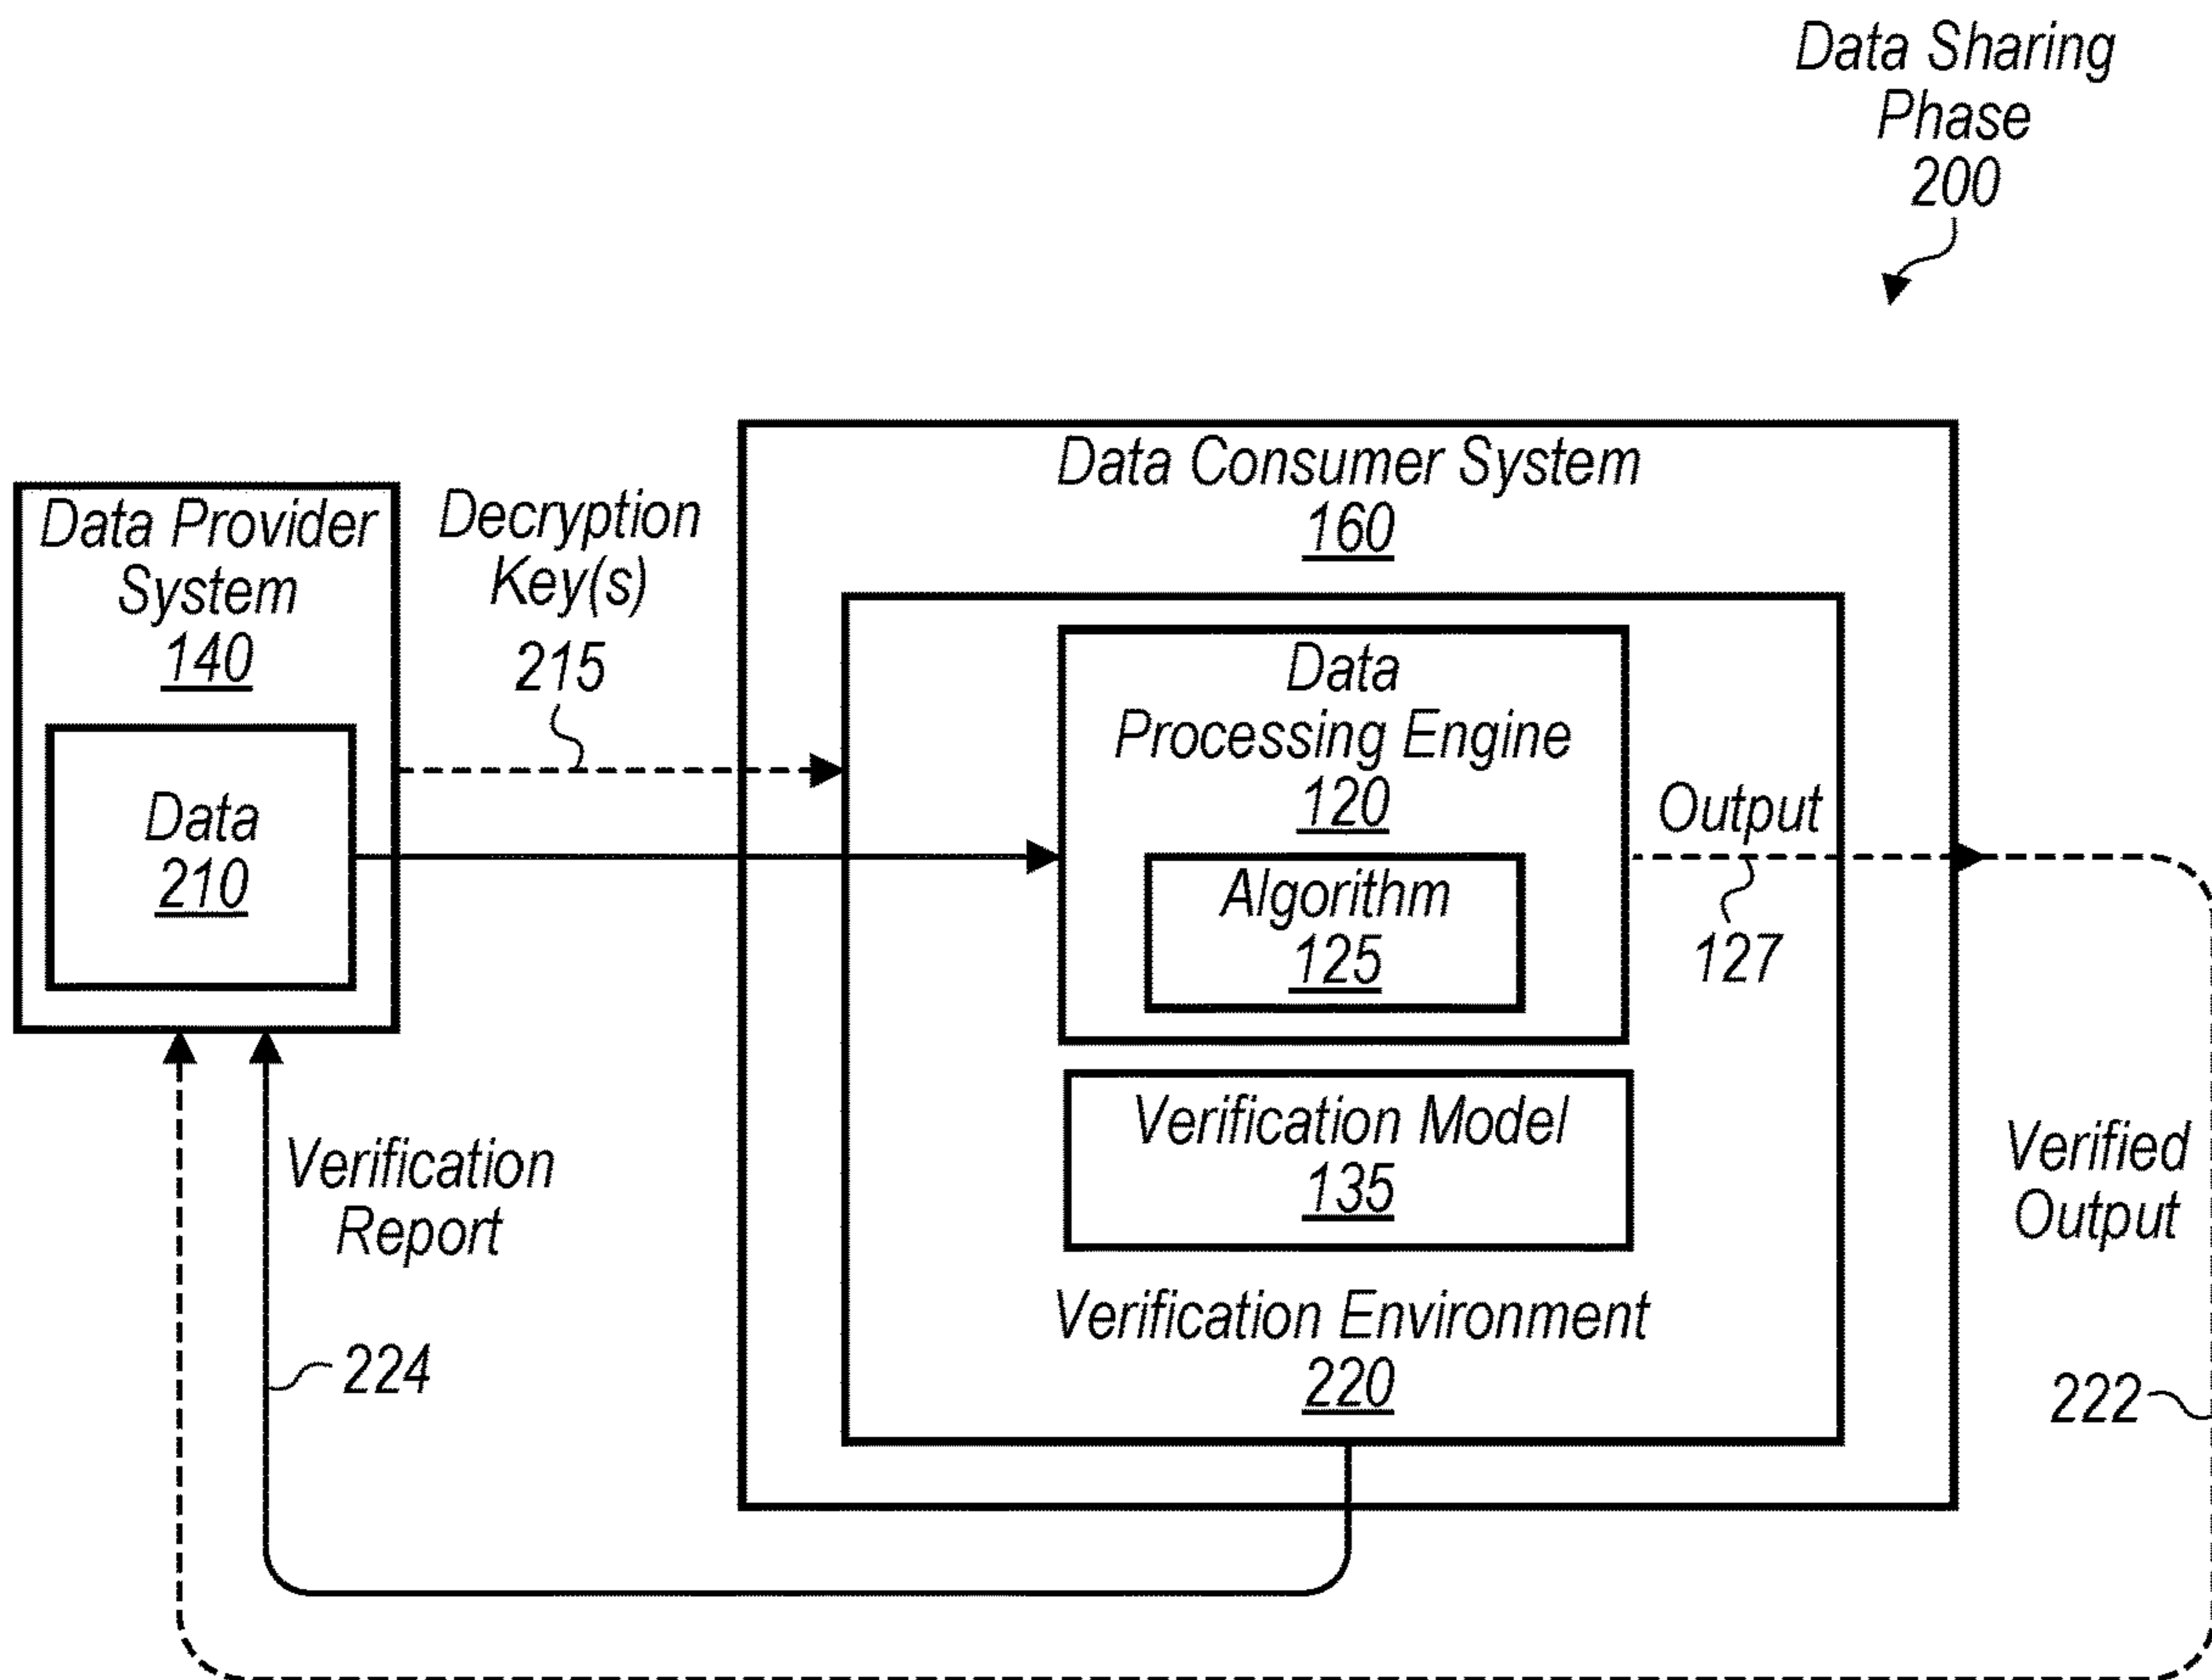 Data Sharing
Phase
200
Data Provider
System
140
Data
210
Decryption
Key(s)
215
Data Consumer System
160
Data
Processing Engine
120
Algorithm
125
Output
127
Verification Model
135
Verification Environment
220
Verification
Report
224
Verified
Output
222